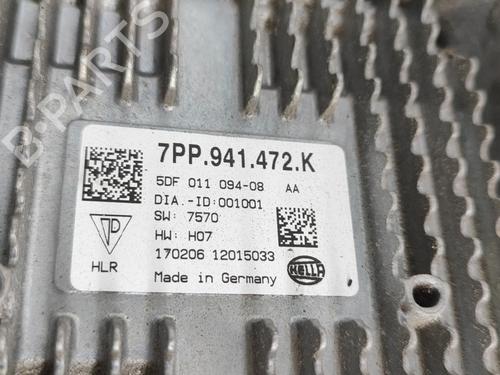 B-PARTS
7PP.941.472.K
5DF 011 094-08 AA
DIA.-ID:001001
SW: 7570
HW: H07
170206 12015033
HLR
Made in Germany
HELLA